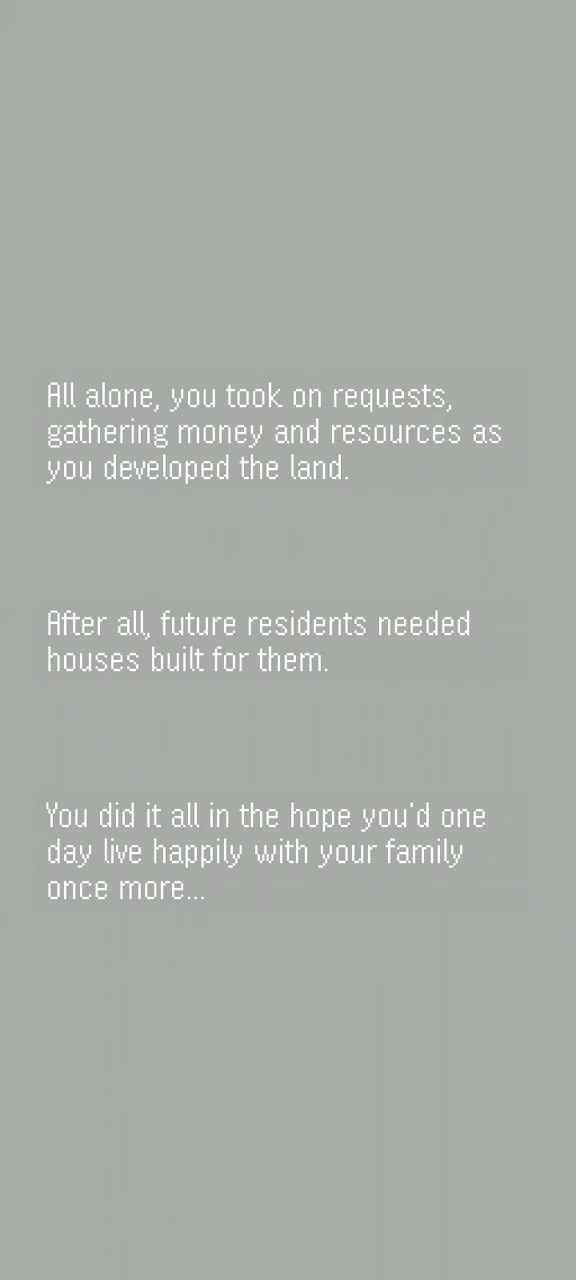 All alone, you took on requests,
gathering money and resources as
you developed the land.
After all, future residents needed
houses built for them.
You did it all in the hope you'd one
day live happily with your family
once more...